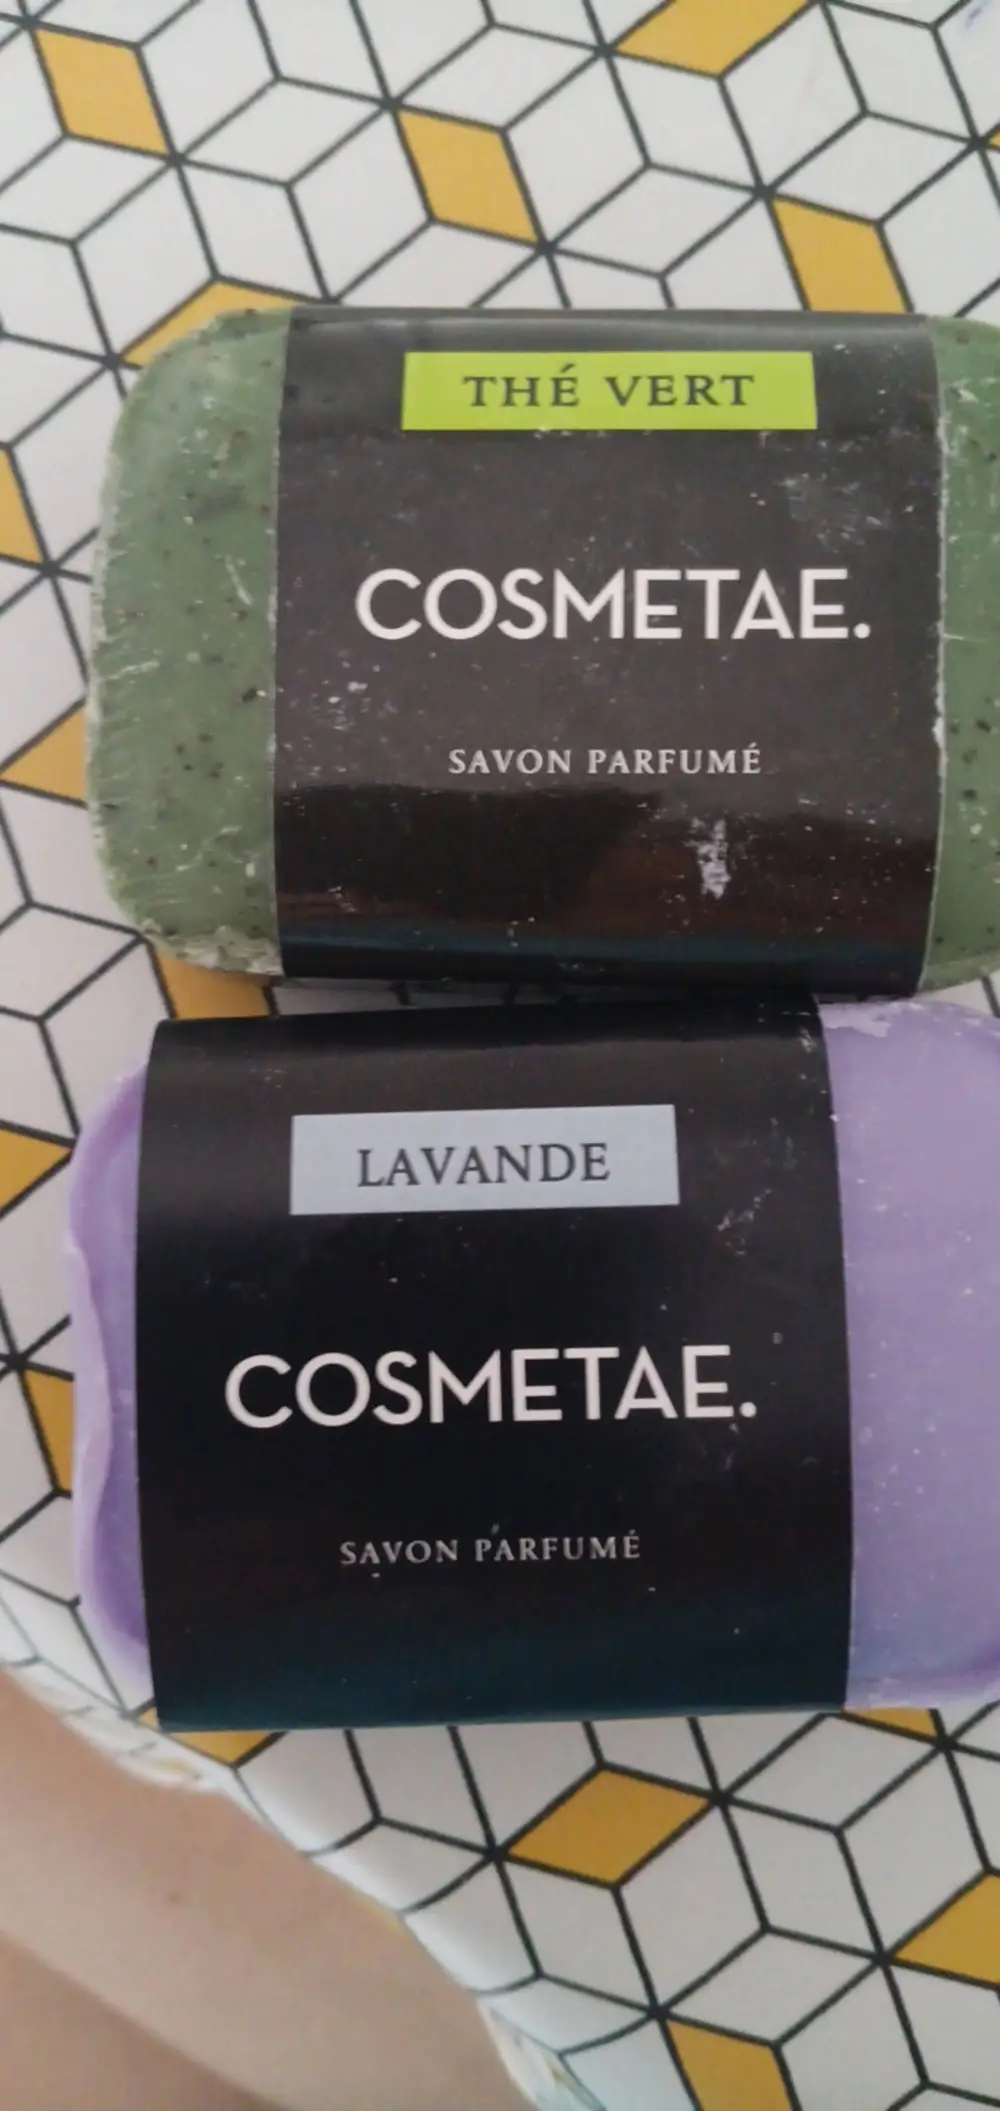 THÉ VERT
COSMETAE.
SAVON PARFUMÉ
LAVANDE
COSMETAE.
SAVON PARFUMÉ